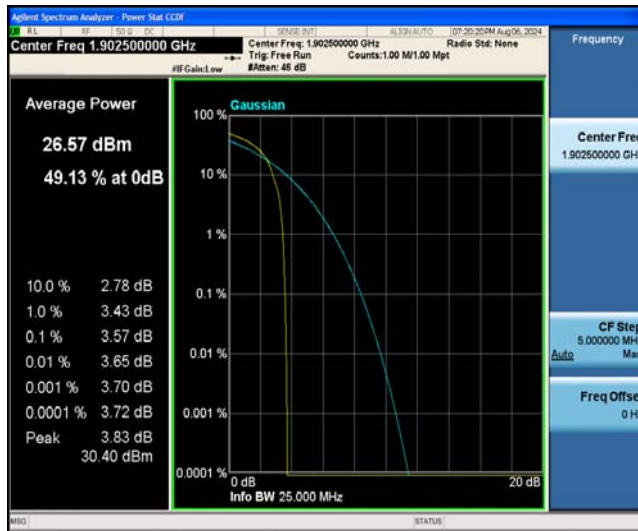 Agilent Spectrum Analyzer - Power Stat CCDF
RL RF 50 Ω DC SENSE:INT ALIGN AUTO 07:20:20 PM Aug 06, 2024
Center Freq 1.902500000 GHz
Center Freq: 1.902500000 GHz Radio Std: None
Trig: Free Run Counts:1.00 M/1.00 Mpt
#IFGain:Low #Atten: 46 dB
Frequency
Average Power
26.57 dBm
49.13 % at 0dB
10.0 % 2.78 dB
1.0 % 3.43 dB
0.1 % 3.57 dB
0.01 % 3.65 dB
0.001 % 3.70 dB
0.0001 % 3.72 dB
Peak 3.83 dB
30.40 dBm
Gaussian
100 %
10 %
1 %
0.1 %
0.01 %
0.001 %
0.0001 %
0 dB 20 dB
Info BW 25.000 MHz
Center Fre
1.902500000 GH
CF Step
5.000000 MH
Auto Ma
Freq Offse
0 H
MSG STATUS